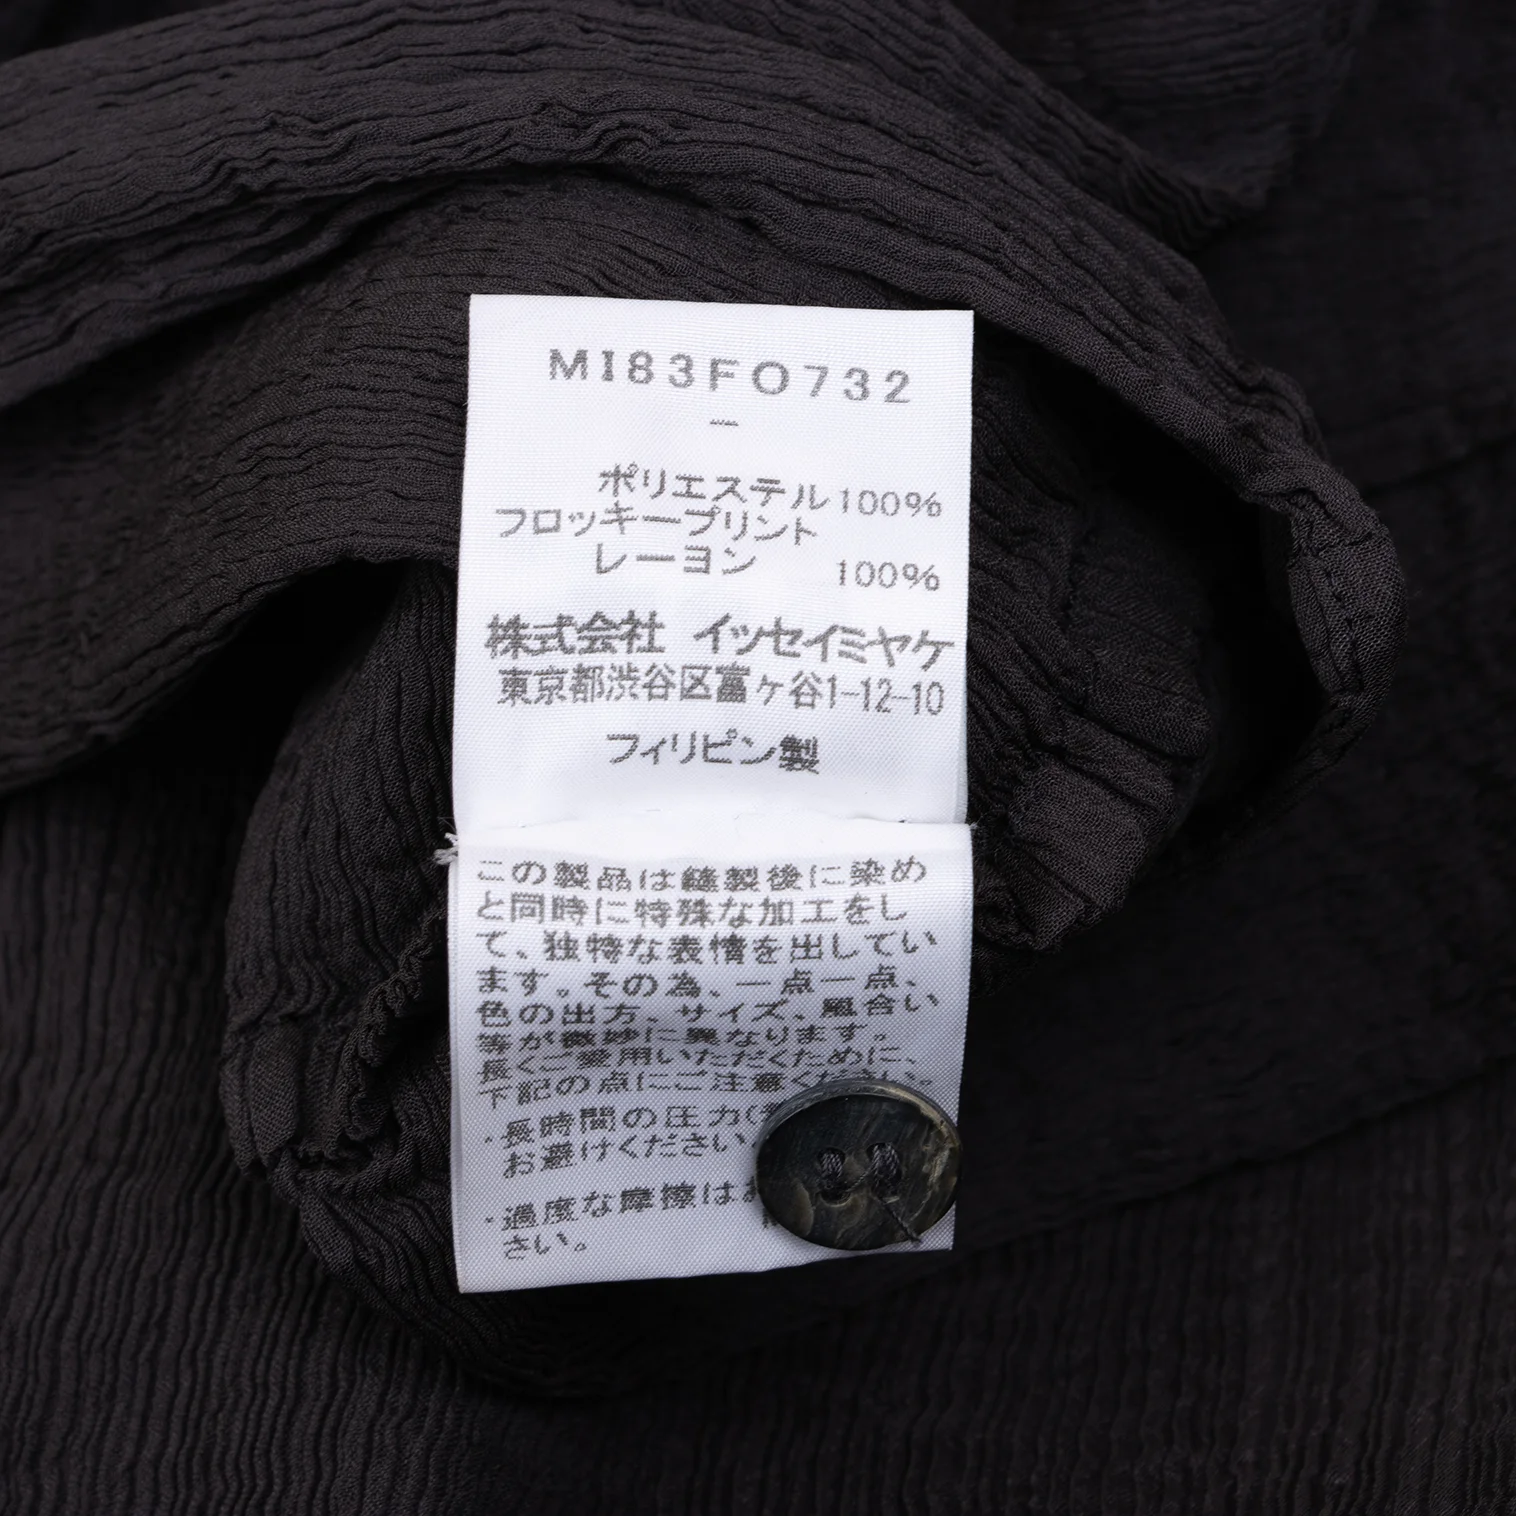 MI83FO732
—
ポリエステル100%
フロッキープリント
レーヨン 100%
株式会社 イッセイミヤケ
東京都渋谷区富ヶ谷1-12-10
フィリピン製
この製品は縫製後に染め
と同時に特殊な加工をし
て、独特な表情を出してい
ます。その為、一点一点、
色の出方、サイズ、風合い
等が微妙に異なります。
長くご愛用いただくために、
下記の点にご注意ください。
・長時間の圧力(
お避けください
・過度な摩擦はお
さい。